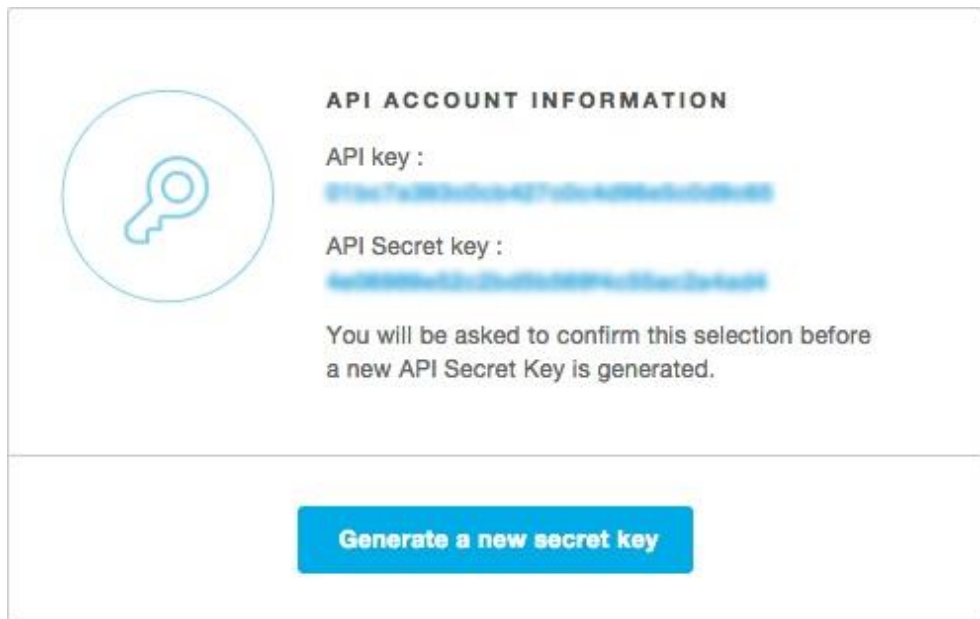 API ACCOUNT INFORMATION
API key :
API Secret key :
You will be asked to confirm this selection before
a new API Secret Key is generated.
Generate a new secret key